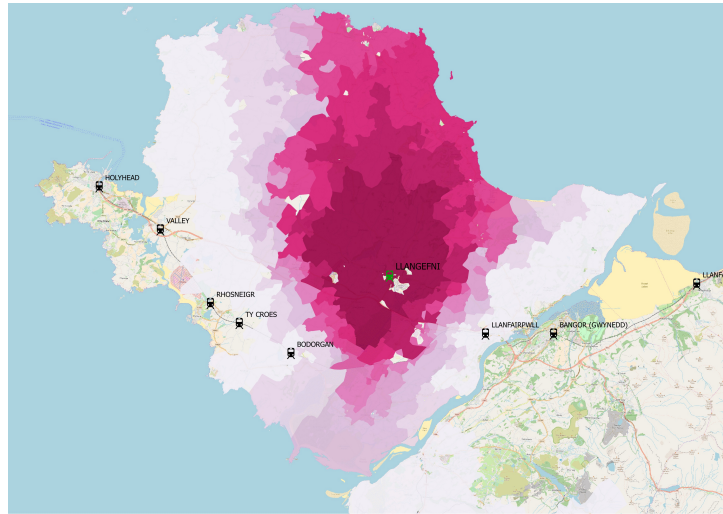 HOLYHEAD
VALLEY
LLANGEFNI
RHOSNEIGR
TY CROES
LLANFAIRPWLL
BANGOR (GWYNEDD)
BODORGAN